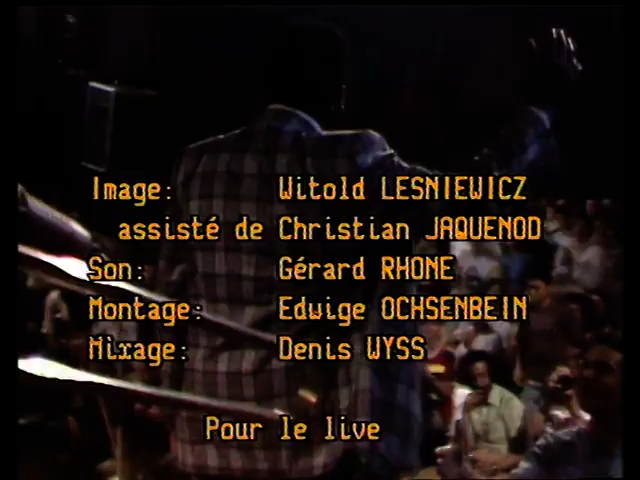 Image: Witold LESNIEWICZ
assisté de Christian JAQUENOD
Son: Gérard RHONE
Montage: Edwige OCHSENBEIN
Mixage: Denis WYSS
Pour le live